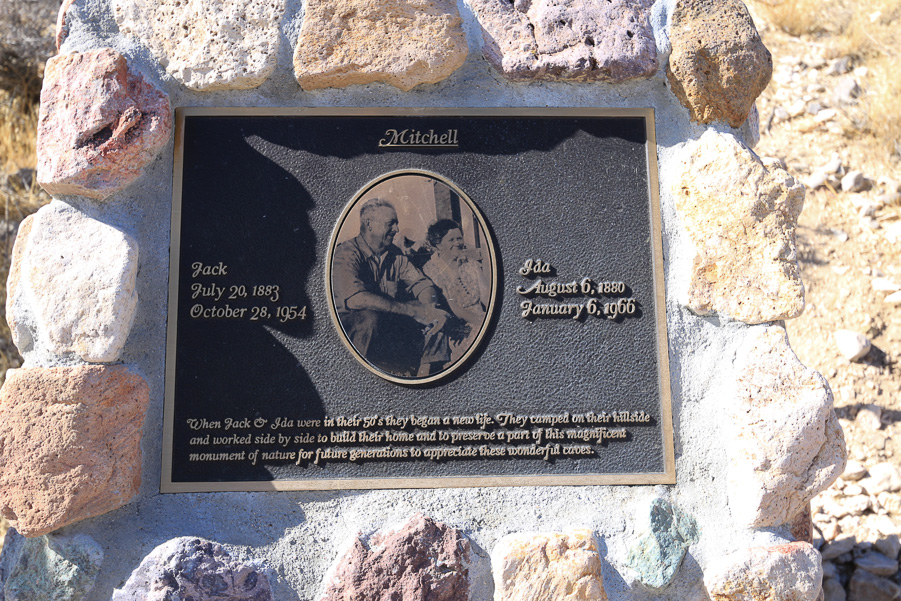 Mitchell
Jack
July 20, 1883
October 28, 1954
Ida
August 6, 1880
January 6, 1966
When Jack & Ida were in their 50's they began a new life. They camped on their hillside
and worked side by side to build their home and to preserve a part of this magnificent
monument of nature for future generations to appreciate these wonderful caves.